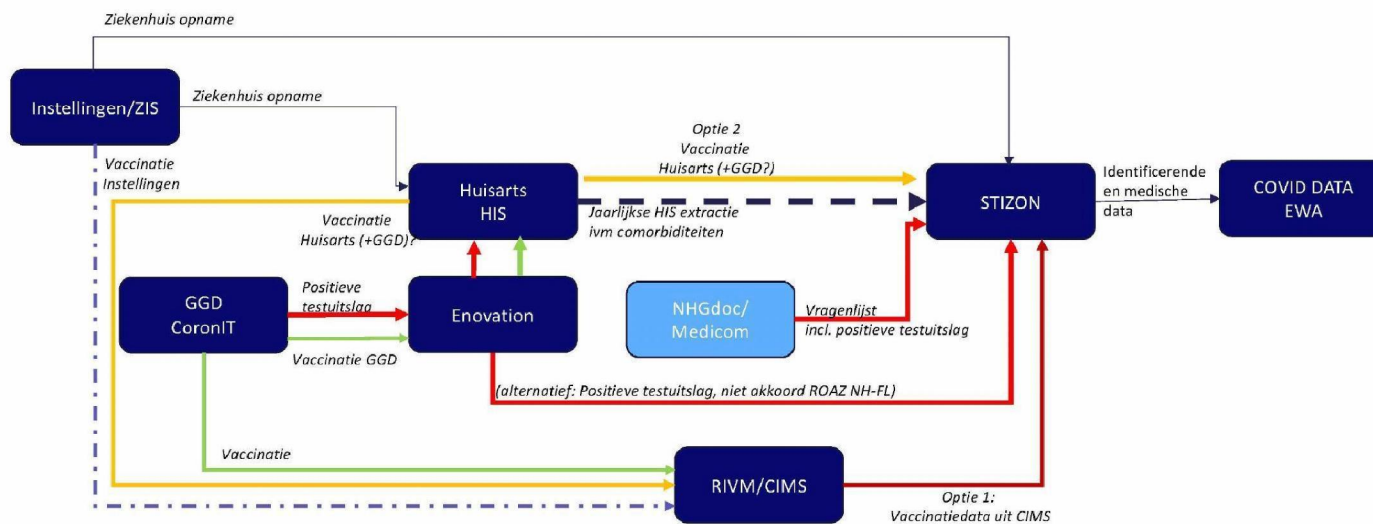 Ziekenhuis opname
Instellingen/ZIS
Ziekenhuis opname
Vaccinatie
Instellingen
Optie 2
Vaccinatie
Huisarts (+GGD?)
Huisarts
HIS
Jaarlijkse HIS extractie
ivm comorbiditeiten
STIZON
Identificerende
en medische
data
COVID DATA
EWA
Vaccinatie
Huisarts (+GGD)?
GGD
CoronIT
Positieve
testuitslag
Vaccinatie GGD
Enovation
NHGdoc/
Medicom
Vragenlijst
incl. positieve testuitslag
(alternatief: Positieve testuitslag, niet akkoord ROAZ NH-FL)
Vaccinatie
RIVM/CIMS
Optie 1:
Vaccinatiedata uit CIMS